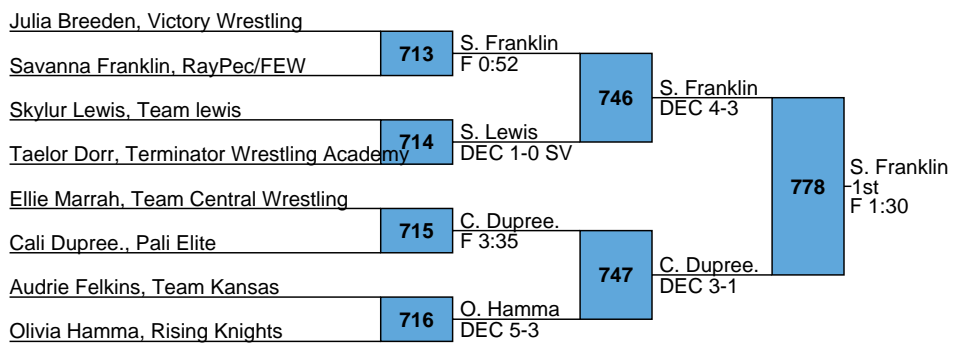 Julia Breeden, Victory Wrestling
713
S. Franklin
F 0:52
Savanna Franklin, RayPec/FEW
746
S. Franklin
DEC 4-3
Skylur Lewis, Team lewis
714
S. Lewis
DEC 1-0 SV
Taelor Dorr, Terminator Wrestling Academy
778
S. Franklin
1st
F 1:30
Ellie Marrah, Team Central Wrestling
715
C. Dupree.
F 3:35
Cali Dupree., Pali Elite
747
C. Dupree.
DEC 3-1
Audrie Felkins, Team Kansas
716
O. Hamma
DEC 5-3
Olivia Hamma, Rising Knights